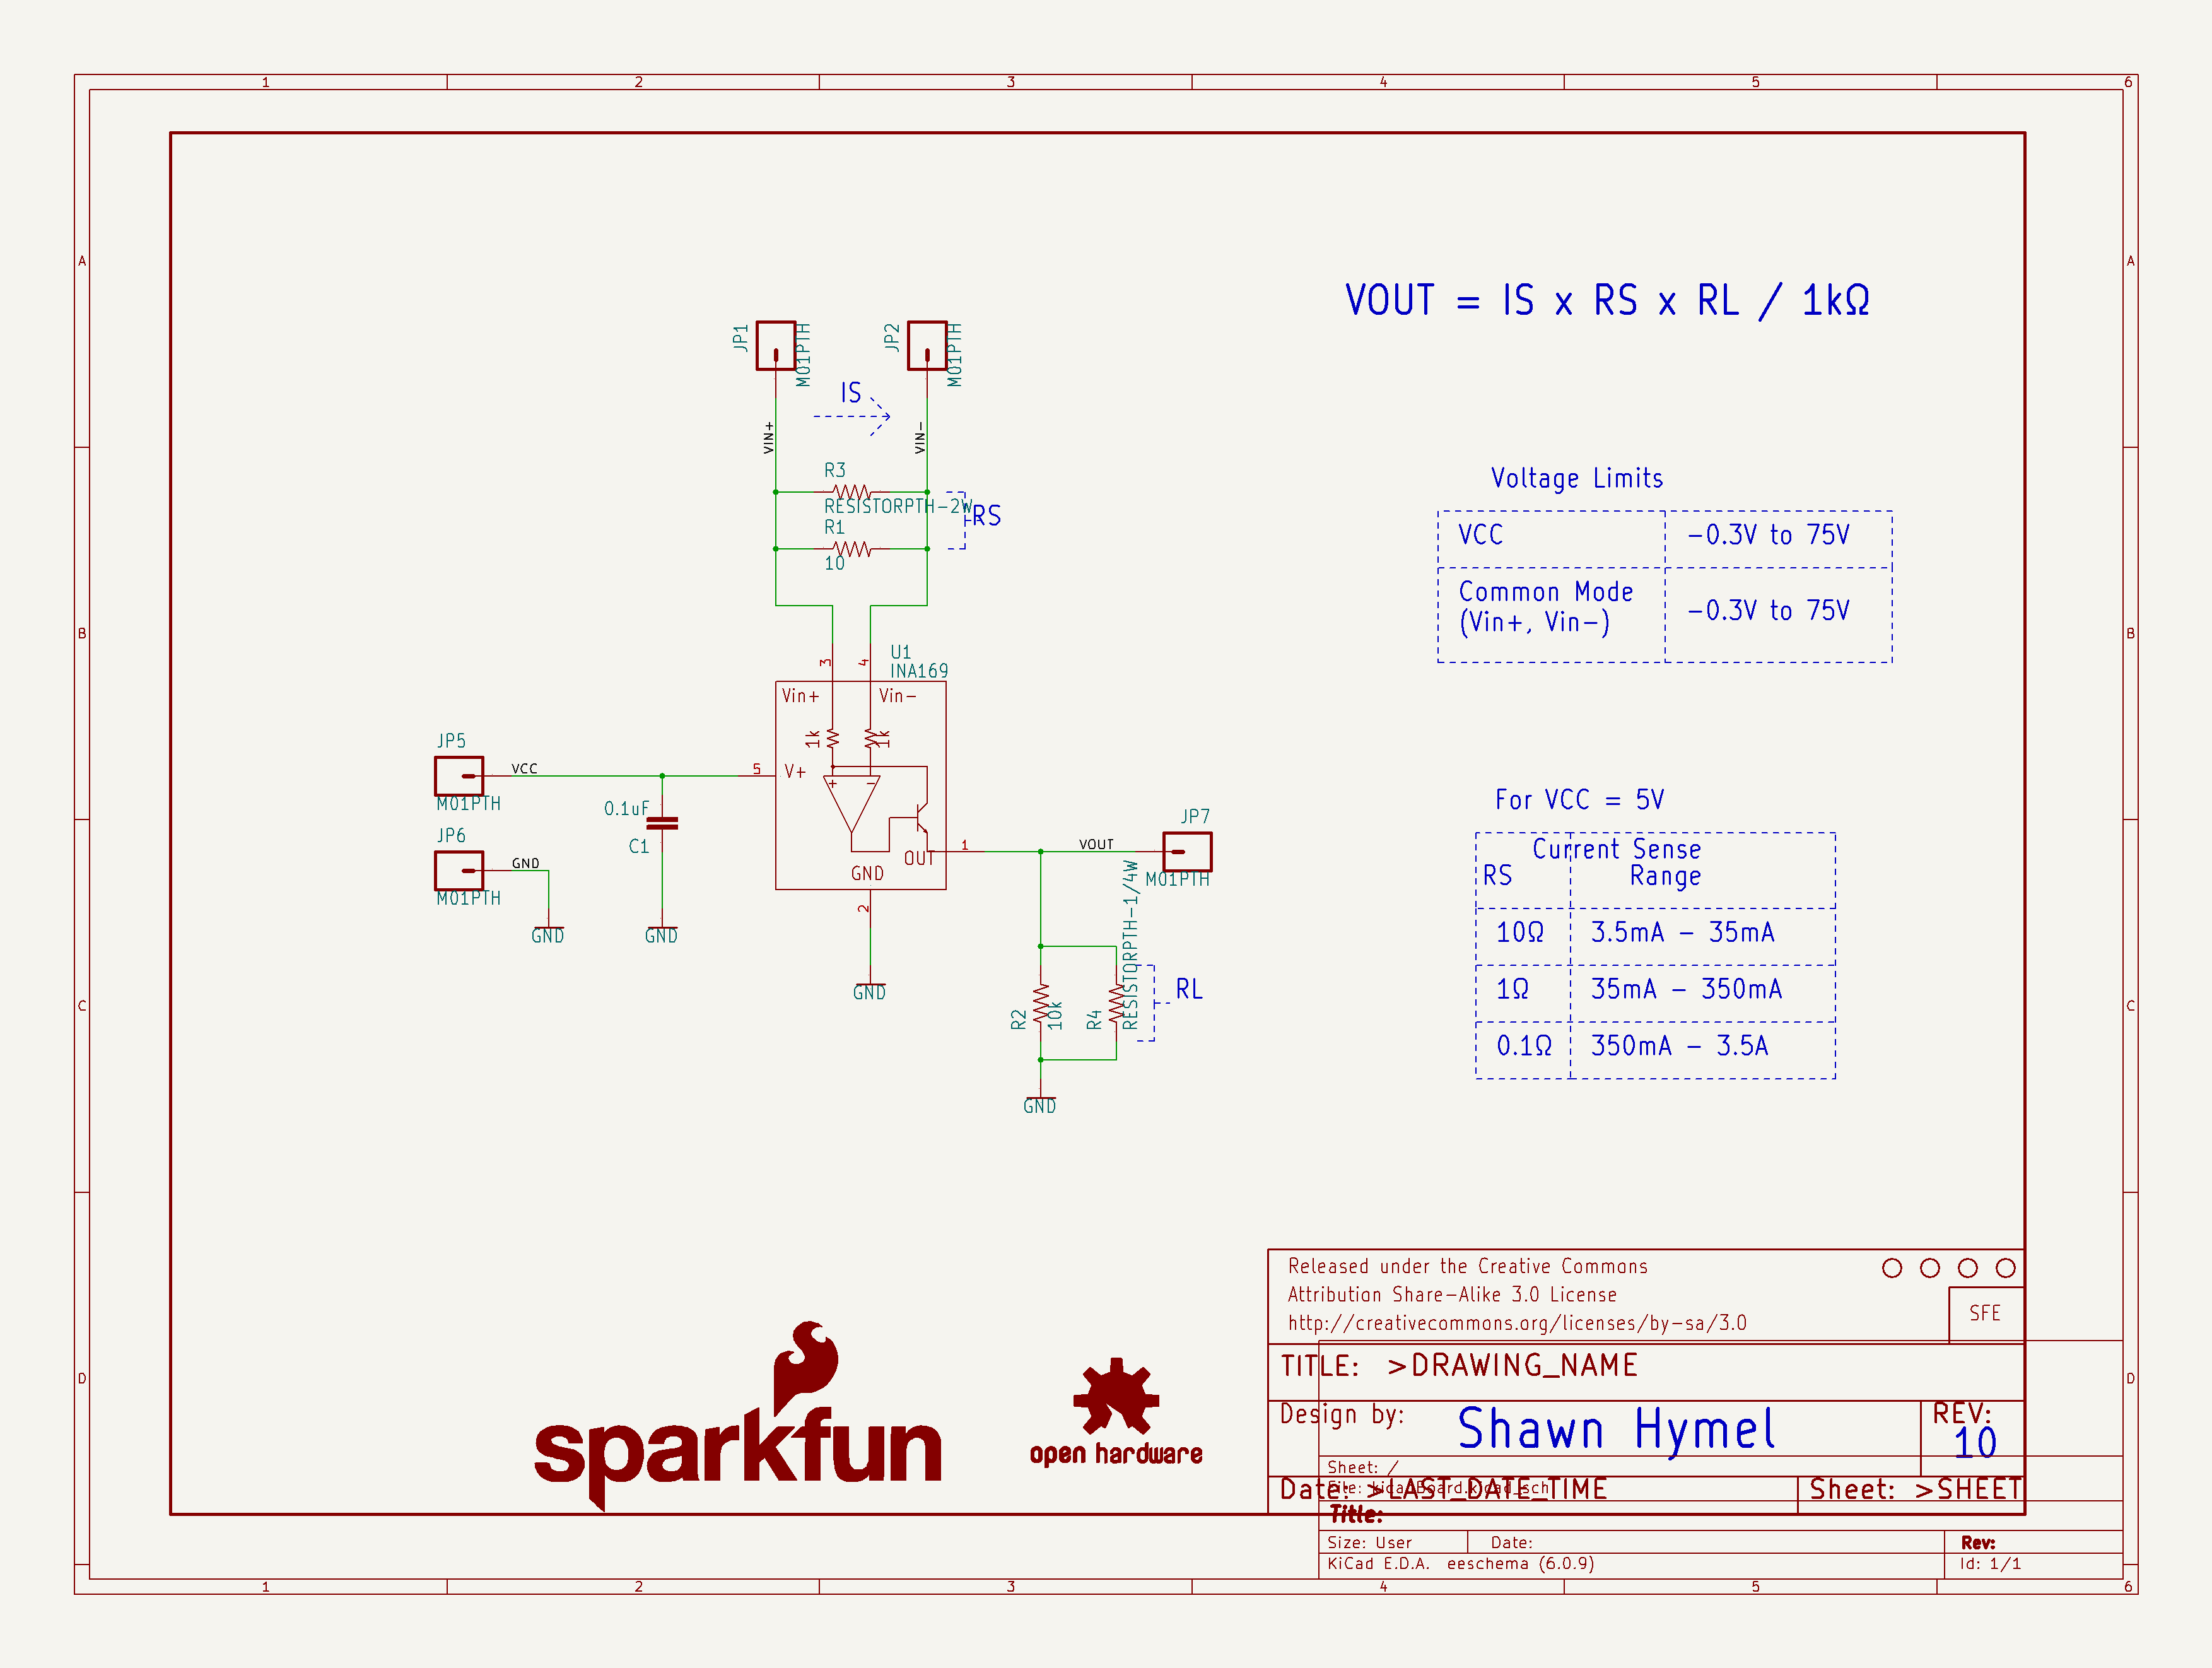 1 2 3 4 5 6
A
A
B
B
C
C
D
D
VOUT = IS x RS x RL / 1kΩ
JP1
M01PTH
JP2
M01PTH
IS
VIN+
VIN-
R3
RESISTORPTH-2W
RS
R1
10
Voltage Limits
VCC -0.3V to 75V
Common Mode
(Vin+, Vin-) -0.3V to 75V
U1
INA169
3
4
Vin+ Vin-
1k
1k
5
V+
+ -
OUT
1
GND
2
GND
JP5
VCC
M01PTH
0.1uF
C1
JP6
GND
M01PTH
GND
GND
JP7
VOUT
M01PTH
RESISTORPTH-1/4W
R2
10k
R4
RL
GND
For VCC = 5V
Current Sense
RS Range
10Ω 3.5mA - 35mA
1Ω 35mA - 350mA
0.1Ω 350mA - 3.5A
Released under the Creative Commons
Attribution Share-Alike 3.0 License
http://creativecommons.org/licenses/by-sa/3.0
SFE
TITLE: >DRAWING_NAME
Design by: Shawn Hymel
REV:
10
Date: >LAST_DATE_TIME
Sheet: >SHEET
sparkfun
open hardware
Sheet: /
File: kicadBoard.kicad_sch
Title:
Size: User Date: Rev:
KiCad E.D.A. eeschema (6.0.9) Id: 1/1
1 2 3 4 5 6